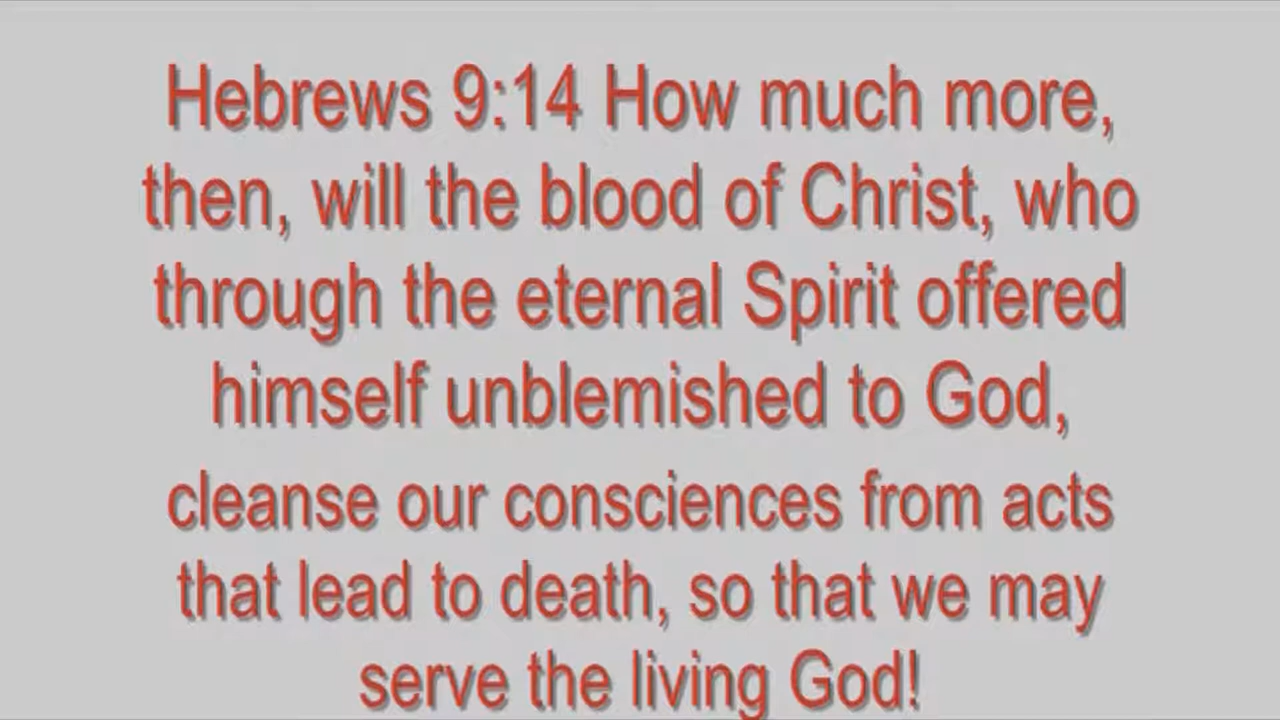 Hebrews 9:14 How much more,
then, will the blood of Christ, who
through the eternal Spirit offered
himself unblemished to God,
cleanse our consciences from acts
that lead to death, so that we may
serve the living God!